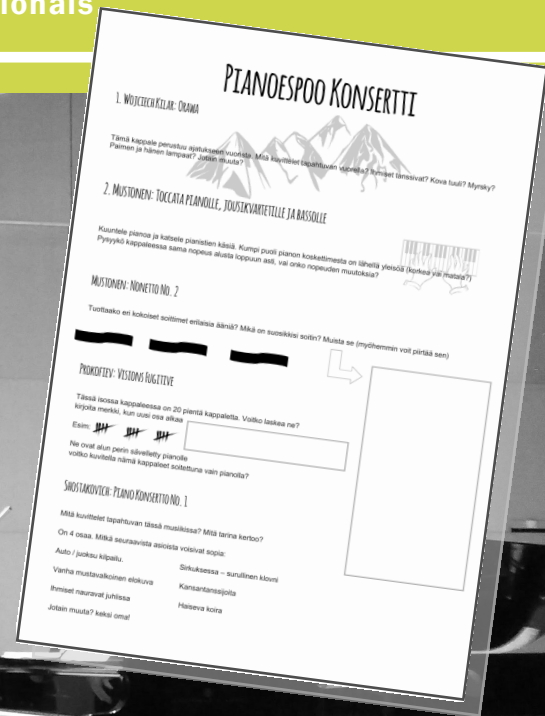 ionals
PIANOESPOO KONSERTTI
1. WOJCIECH KILAR: ORAWA
Tämä kappale perustuu ajatukseen vuorista. Mitä kuvittelet tapahtuvan vuorella? Ihmiset tanssivat? Kova tuuli? Myrsky?
Paimen ja hänen lampaat? Jotain muuta?
2. MUSTONEN: TOCCATA PIANOLLE, JOUSIKVARTETILLE JA BASSOLLE
Kuuntele pianoa ja katsele pianistien käsiä. Kumpi puoli pianon koskettimesta on lähellä yleisöä (korkea vai matala?)
Pysyykö kappaleessa sama nopeus alusta loppuun asti, vai onko nopeuden muutoksia?
MUSTONEN: NONETTO NO. 2
Tuottaako eri kokoiset soittimet erilaisia ääniä? Mikä on suosikkisi soitin? Muista se (myöhemmin voit piirtää sen)
PROKOFIEV: VISIONS FUGITIVE
Tässä isossa kappaleessa on 20 pientä kappaletta. Voitko laskea ne?
kirjoita merkki, kun uusi osa alkaa
Esim:
Ne ovat alun perin sävelletty pianolle
voitko kuvitella nämä kappaleet soitettuna vain pianolla?
SHOSTAKOVICH: PIANO KONSERTTO NO. 1
Mitä kuvittelet tapahtuvan tässä musiikissa? Mitä tarina kertoo?
On 4 osaa. Mitkä seuraavista asioista voisivat sopia:
Auto / juoksu kilpailu.
Vanha mustavalkoinen elokuva
Ihmiset nauravat juhlissa
Jotain muuta? keksi oma!
Sirkuksessa – surullinen klovni
Kansantanssijoita
Haiseva koira